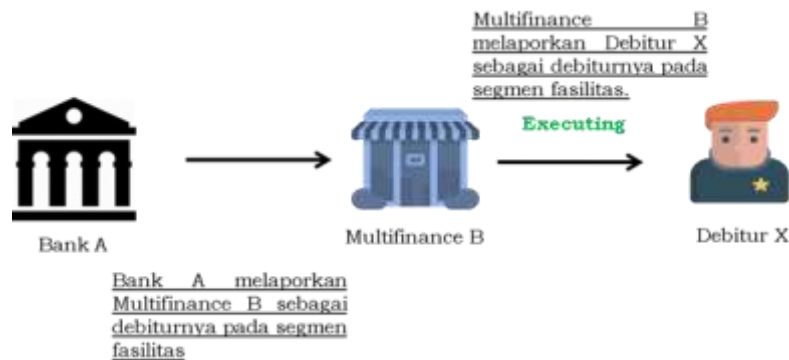 Multifinance B
melaporkan Debitur X
sebagai debiturnya pada
segmen fasilitas.
Executing
Bank A
Multifinance B
Debitur X
Bank A melaporkan
Multifinance B sebagai
debiturnya pada segmen
fasilitas